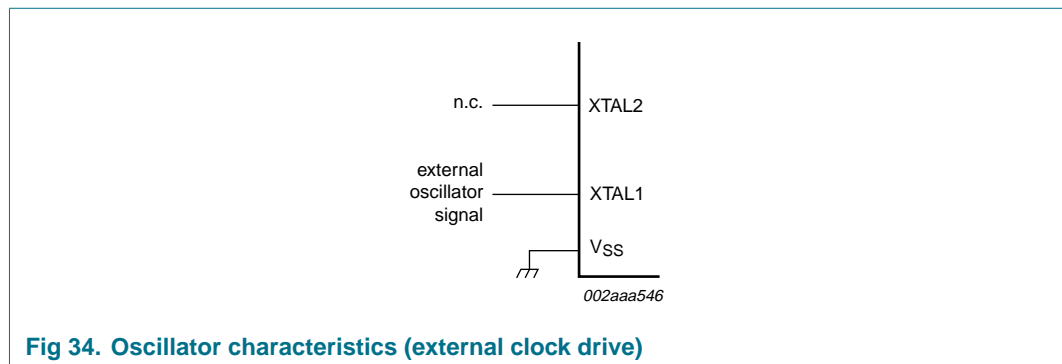 n.c.
XTAL2
external
oscillator
signal
XTAL1
VSS
002aaa546
Fig 34. Oscillator characteristics (external clock drive)